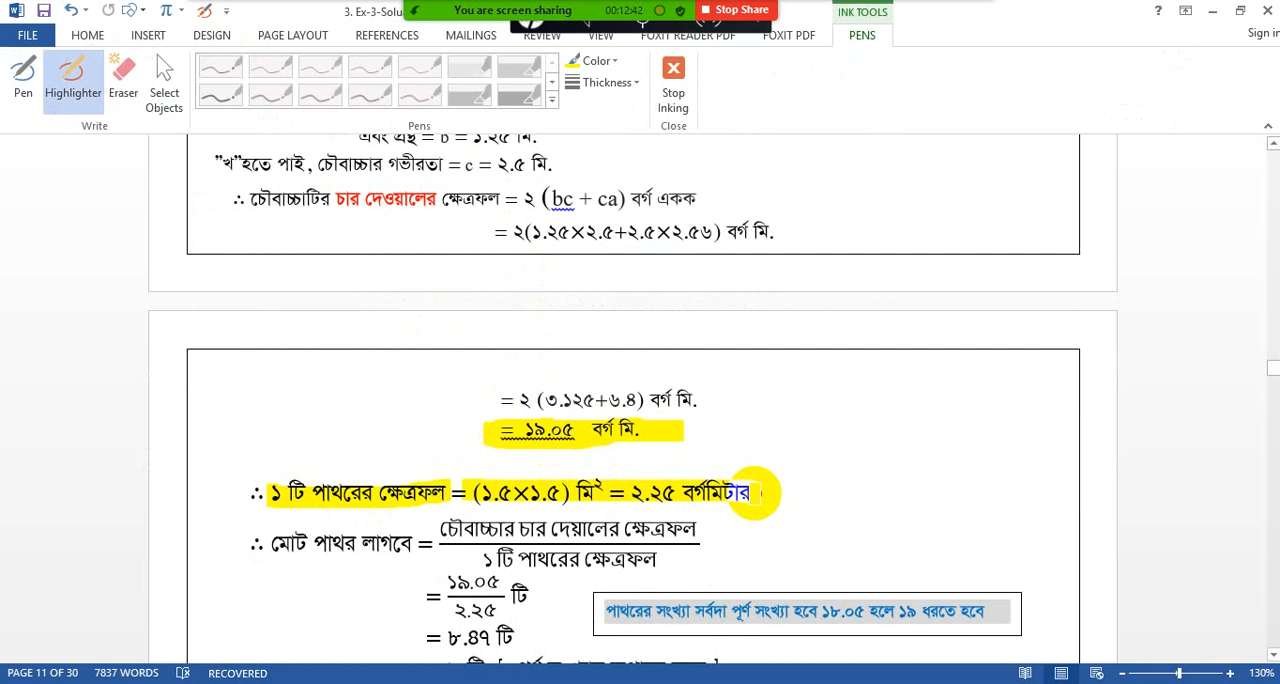 3. Ex-3-Solu
You are screen sharing 00:12:42 Stop Share
INK TOOLS
FILE HOME INSERT DESIGN PAGE LAYOUT REFERENCES MAILINGS REVIEW VIEW FOXIT READER PDF FOXIT PDF PENS Sign in
Pen Highlighter Eraser Select Objects Color Thickness Stop Inking
Write Pens Close
এবং প্রস্থ = b = ১.২৫ মি.
”খ”হতে পাই, চৌবাচ্চার গভীরতা = c = ২.৫ মি.
∴ চৌবাচ্চাটির চার দেওয়ালের ক্ষেত্রফল = ২ (bc + ca) বর্গ একক
= ২(১.২৫×২.৫+২.৫×২.৫৬) বর্গ মি.
= ২ (৩.১২৫+৬.৪) বর্গ মি.
= ১৯.০৫ বর্গ মি.
∴ ১ টি পাথরের ক্ষেত্রফল = (১.৫×১.৫) মি² = ২.২৫ বর্গমিটার
∴ মোট পাথর লাগবে = চৌবাচ্চার চার দেয়ালের ক্ষেত্রফল
১ টি পাথরের ক্ষেত্রফল
= ১৯.০৫
২.২৫ টি
পাথরের সংখ্যা সর্বদা পূর্ণ সংখ্যা হবে ১৮.০৫ হলে ১৯ ধরতে হবে
= ৮.৪৭ টি
PAGE 11 OF 30 7837 WORDS RECOVERED 130%